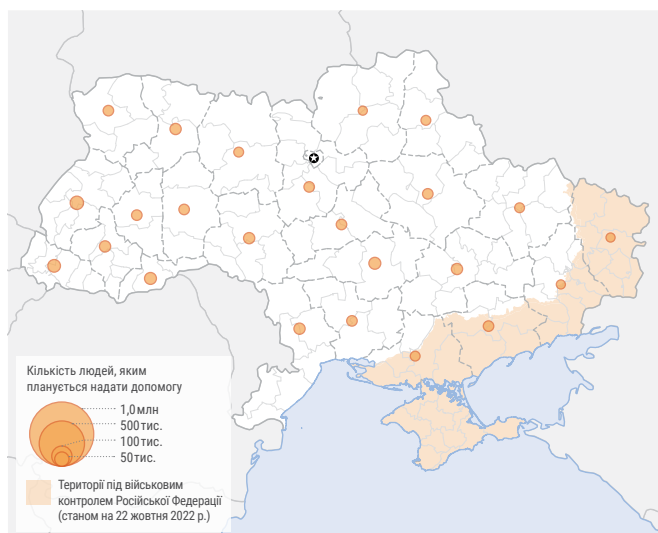 Кількість людей, яким
планується надати допомогу
1,0 млн
500 тис.
100 тис.
50 тис.
Території під військовим
контролем Російської Федерації
(станом на 22 жовтня 2022 р.)